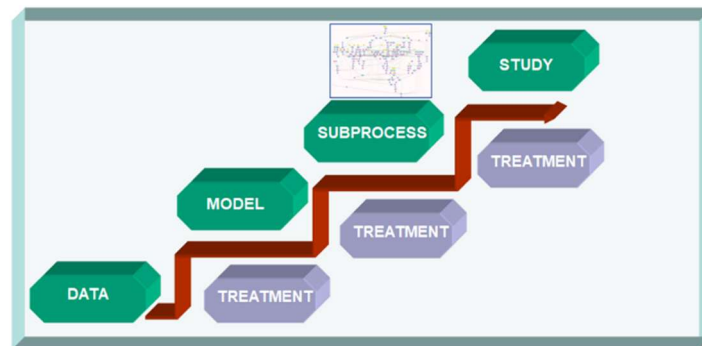 STUDY
SUBPROCESS
TREATMENT
MODEL
TREATMENT
DATA
TREATMENT